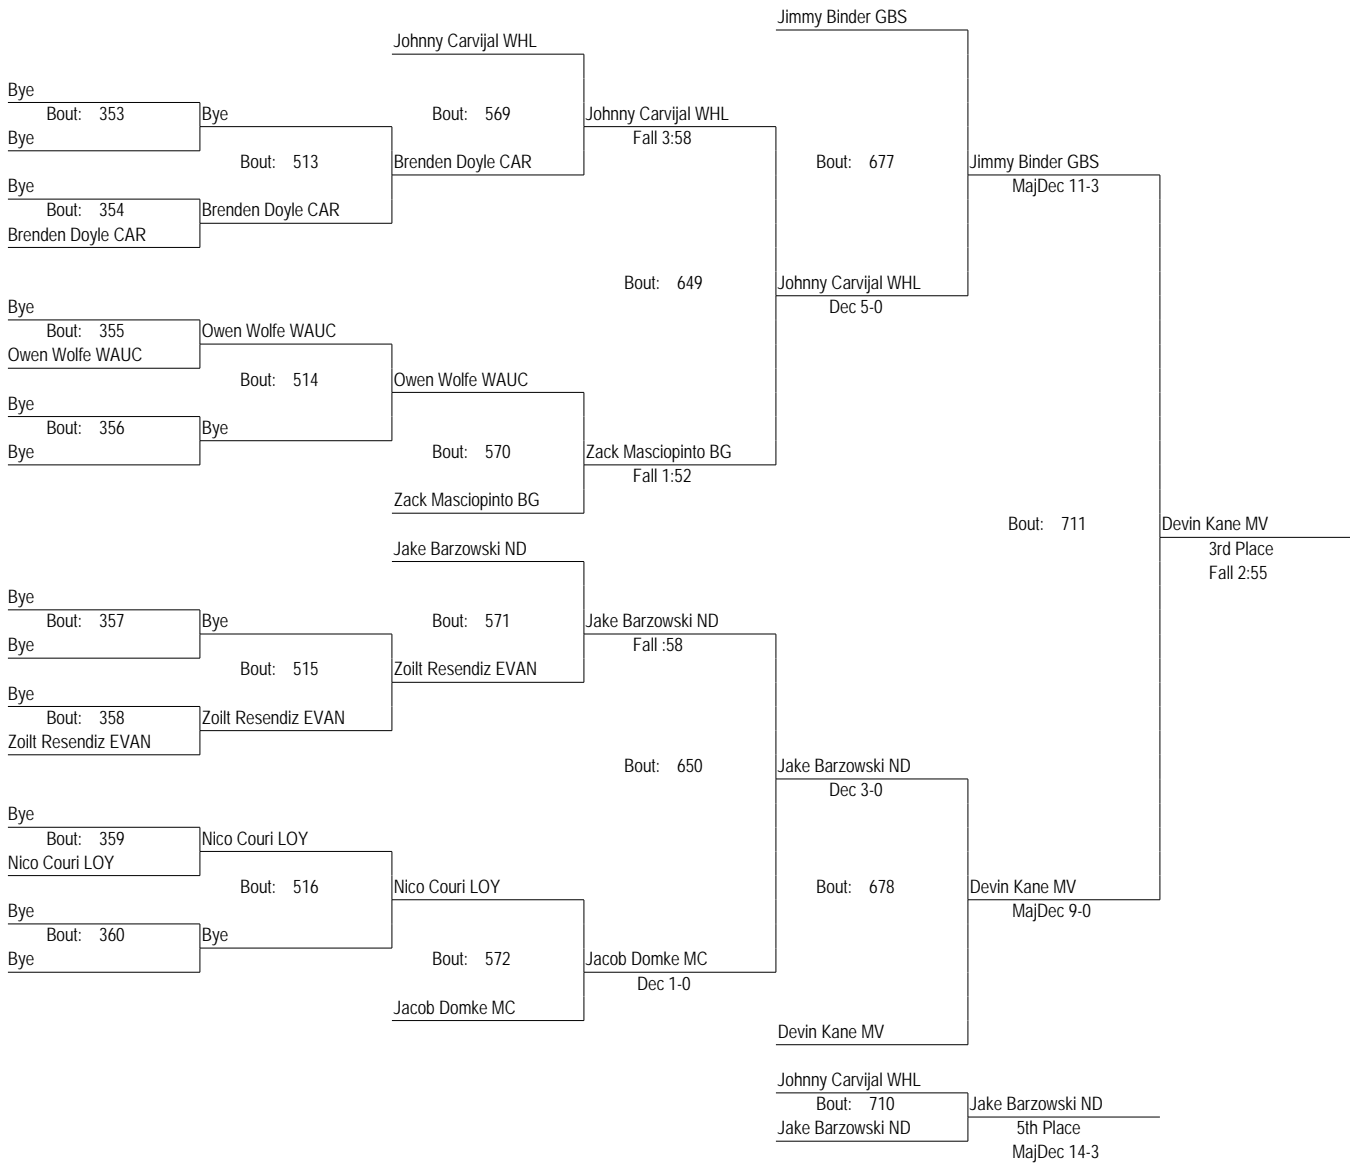 Jimmy Binder GBS
Johnny Carvijal WHL
Bye
Bout: 353
Bye
Bout: 569
Johnny Carvijal WHL
Bye
Fall 3:58
Bout: 513
Brenden Doyle CAR
Bout: 677
Jimmy Binder GBS
Bye
MajDec 11-3
Bout: 354
Brenden Doyle CAR
Brenden Doyle CAR
Bout: 649
Johnny Carvijal WHL
Bye
Dec 5-0
Bout: 355
Owen Wolfe WAUC
Owen Wolfe WAUC
Bout: 514
Owen Wolfe WAUC
Bye
Bout: 356
Bye
Bye
Bout: 570
Zack Masciopinto BG
Fall 1:52
Zack Masciopinto BG
Bout: 711
Devin Kane MV
3rd Place
Fall 2:55
Jake Barzowski ND
Bye
Bout: 357
Bye
Bout: 571
Jake Barzowski ND
Bye
Fall :58
Bout: 515
Zoilt Resendiz EVAN
Bye
Bout: 358
Zoilt Resendiz EVAN
Zoilt Resendiz EVAN
Bout: 650
Jake Barzowski ND
Dec 3-0
Bye
Bout: 359
Nico Couri LOY
Nico Couri LOY
Bout: 516
Nico Couri LOY
Bout: 678
Devin Kane MV
MajDec 9-0
Bye
Bout: 360
Bye
Bye
Bout: 572
Jacob Domke MC
Dec 1-0
Jacob Domke MC
Devin Kane MV
Johnny Carvijal WHL
Bout: 710
Jake Barzowski ND
Jake Barzowski ND
5th Place
MajDec 14-3